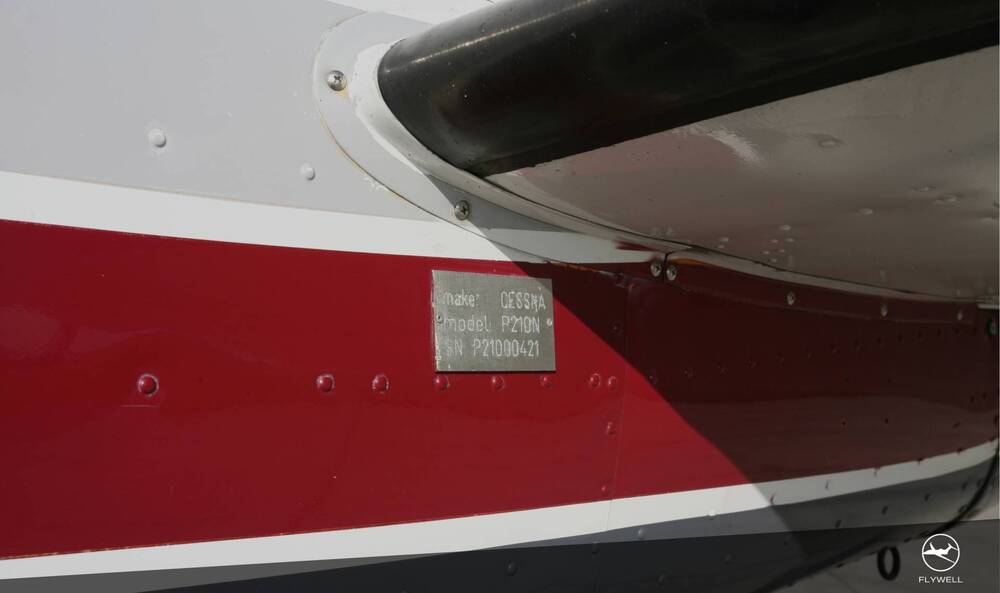 make: CESSNA
model P210N
SN P21000421
FLYWELL